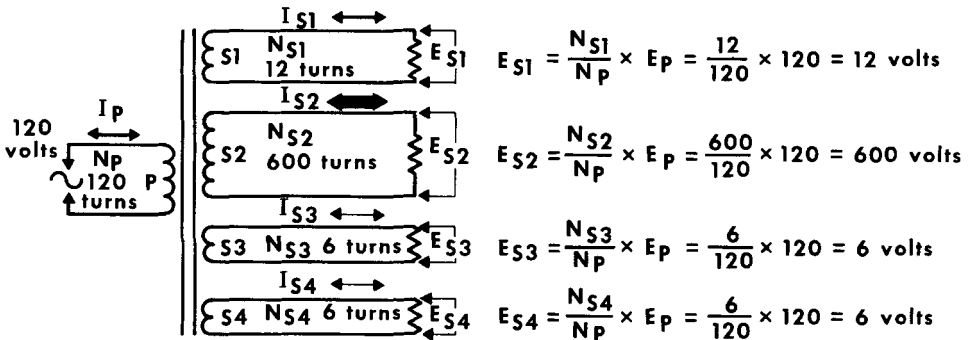 I S1
N S1
12 turns
S1
E S1
E S1 = N S1 / N P × E P = 12 / 120 × 120 = 12 volts
I S2
I P
120
volts
N P
120
turns
P
S2
N S2
600 turns
E S2
E S2 = N S2 / N P × E P = 600 / 120 × 120 = 600 volts
I S3
S3 N S3 6 turns
E S3
E S3 = N S3 / N P × E P = 6 / 120 × 120 = 6 volts
I S4
S4 N S4 6 turns
E S4
E S4 = N S4 / N P × E P = 6 / 120 × 120 = 6 volts